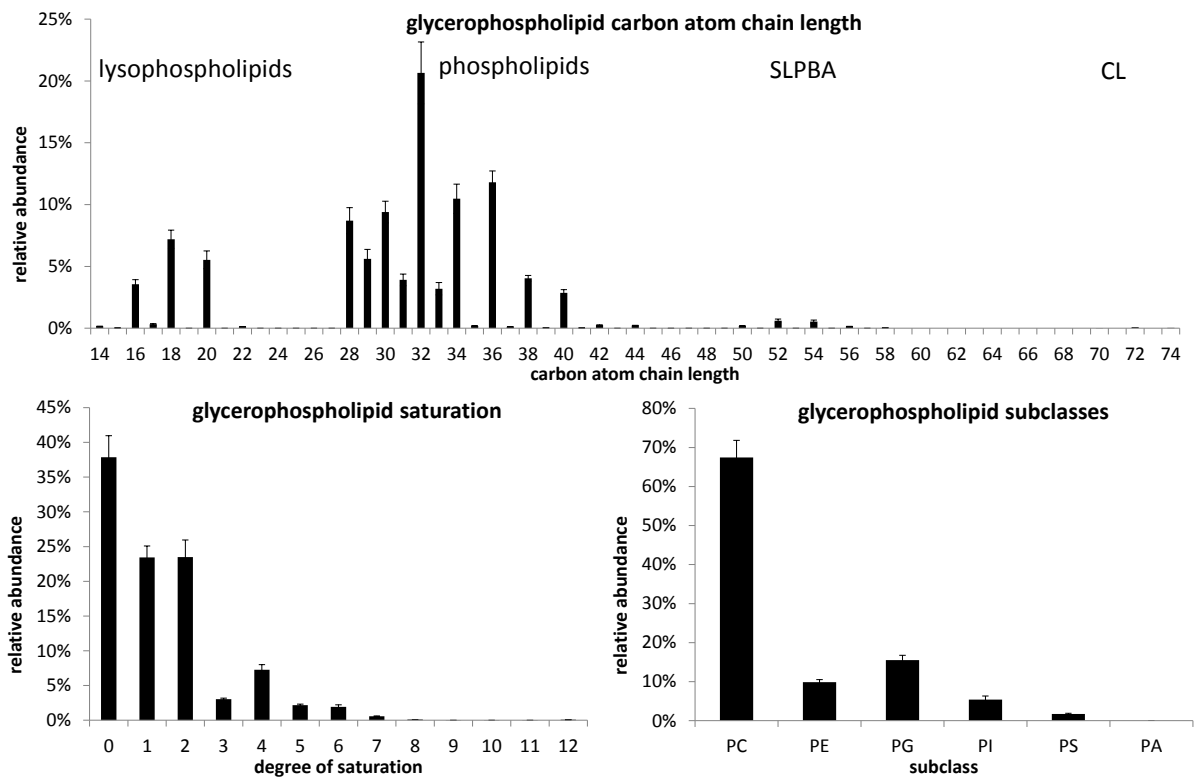 glycerophospholipid carbon atom chain length
25%
20%
15%
10%
5%
0%
relative abundance
lysophospholipids phospholipids SLPBA CL
14 16 18 20 22 24 26 28 30 32 34 36 38 40 42 44 46 48 50 52 54 56 58 60 62 64 66 68 70 72 74
carbon atom chain length
glycerophospholipid saturation
45%
40%
35%
30%
25%
20%
15%
10%
5%
0%
relative abundance
0 1 2 3 4 5 6 7 8 9 10 11 12
degree of saturation
glycerophospholipid subclasses
80%
70%
60%
50%
40%
30%
20%
10%
0%
relative abundance
PC PE PG PI PS PA
subclass